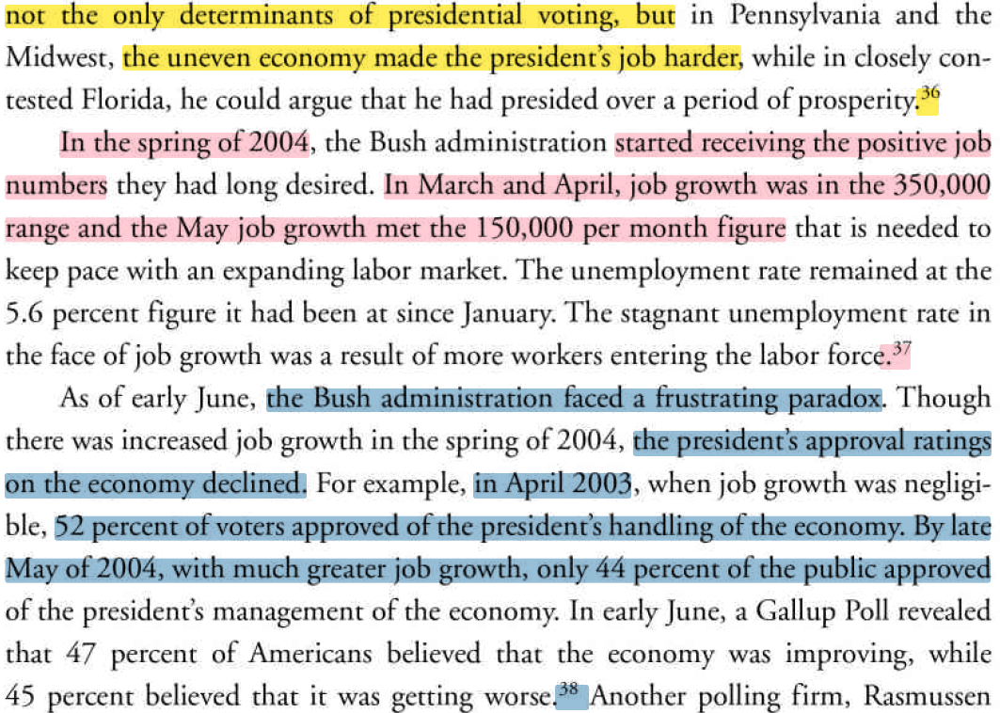 not the only determinants of presidential voting, but in Pennsylvania and the
Midwest, the uneven economy made the president's job harder, while in closely con-
tested Florida, he could argue that he had presided over a period of prosperity.36
In the spring of 2004, the Bush administration started receiving the positive job
numbers they had long desired. In March and April, job growth was in the 350,000
range and the May job growth met the 150,000 per month figure that is needed to
keep pace with an expanding labor market. The unemployment rate remained at the
5.6 percent figure it had been at since January. The stagnant unemployment rate in
the face of job growth was a result of more workers entering the labor force.37
As of early June, the Bush administration faced a frustrating paradox. Though
there was increased job growth in the spring of 2004, the president's approval ratings
on the economy declined. For example, in April 2003, when job growth was negligi-
ble, 52 percent of voters approved of the president's handling of the economy. By late
May of 2004, with much greater job growth, only 44 percent of the public approved
of the president's management of the economy. In early June, a Gallup Poll revealed
that 47 percent of Americans believed that the economy was improving, while
45 percent believed that it was getting worse.38 Another polling firm, Rasmussen